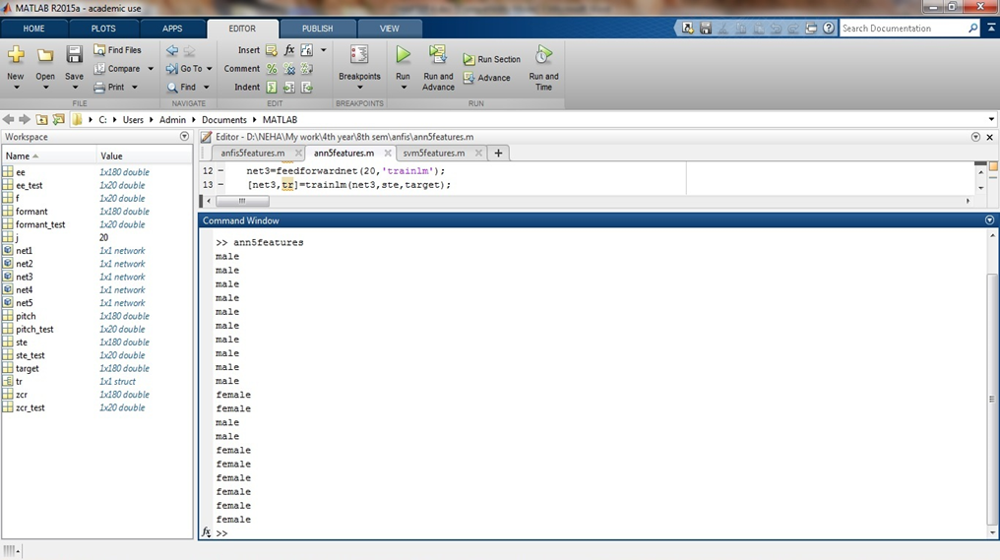 MATLAB R2015a - academic use
HOME PLOTS APPS EDITOR PUBLISH VIEW Search Documentation
New Open Save Find Files Compare Print
Insert fx
Go To Comment
Find Indent
Breakpoints Run Run and Advance Run Section Advance Run and Time
FILE NAVIGATE EDIT BREAKPOINTS RUN
C: Users Admin Documents MATLAB
Workspace
Name Value
ee 1x180 double
ee_test 1x20 double
f 1x20 double
formant 1x180 double
formant_test 1x20 double
j 20
net1 1x1 network
net2 1x1 network
net3 1x1 network
net4 1x1 network
net5 1x1 network
pitch 1x180 double
pitch_test 1x20 double
ste 1x180 double
ste_test 1x20 double
target 1x180 double
tr 1x1 struct
zcr 1x180 double
zcr_test 1x20 double
Editor - D:\NEHA\My work\4th year\8th sem\anfis\ann5features.m
anfis5features.m ann5features.m svm5features.m
12 - net3=feedforwardnet(20,'trainlm');
13 - [net3,tr]=trainlm(net3,ste,target);
Command Window
>> ann5features
male
male
male
male
male
male
male
male
male
male
female
female
male
male
female
female
female
female
female
female
fx >>